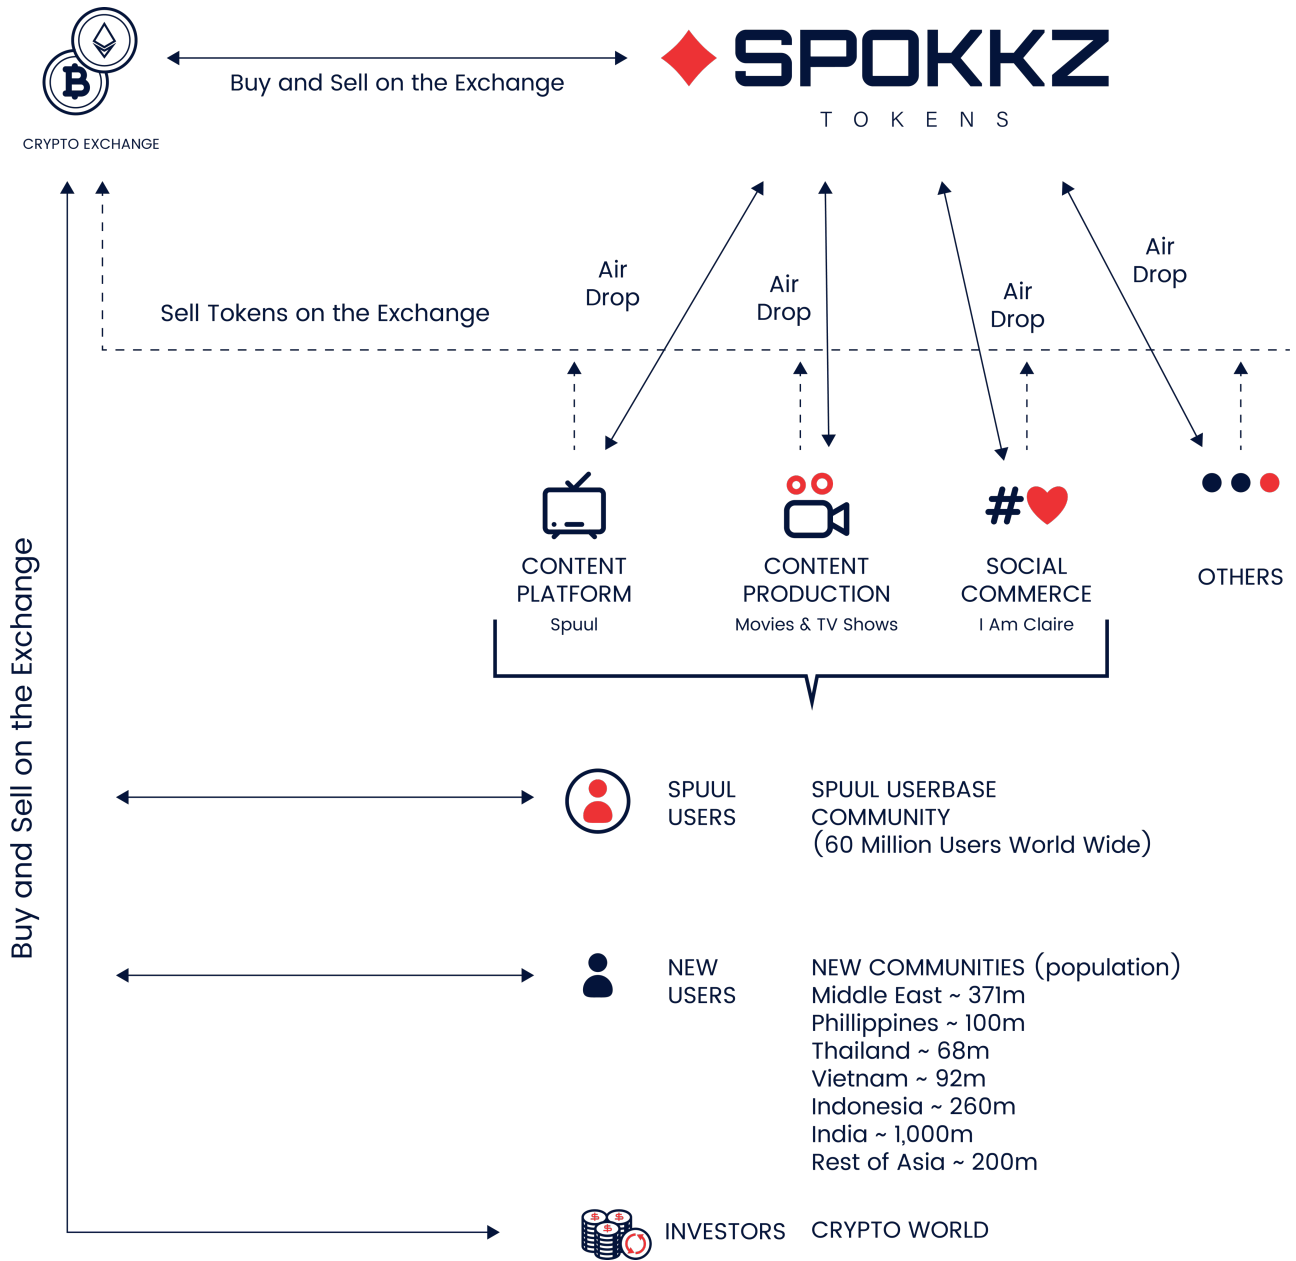 SPOKKZ
TOKENS
Buy and Sell on the Exchange
CRYPTO EXCHANGE
Air
Drop
Air
Drop
Air
Drop
Air
Drop
Sell Tokens on the Exchange
CONTENT
PLATFORM
Spuul
CONTENT
PRODUCTION
Movies & TV Shows
#
SOCIAL
COMMERCE
I Am Claire
OTHERS
Buy and Sell on the Exchange
SPUUL
USERS
SPUUL USERBASE
COMMUNITY
(60 Million Users World Wide)
NEW
USERS
NEW COMMUNITIES (population)
Middle East ~ 371m
Phillippines ~ 100m
Thailand ~ 68m
Vietnam ~ 92m
Indonesia ~ 260m
India ~ 1,000m
Rest of Asia ~ 200m
INVESTORS
CRYPTO WORLD